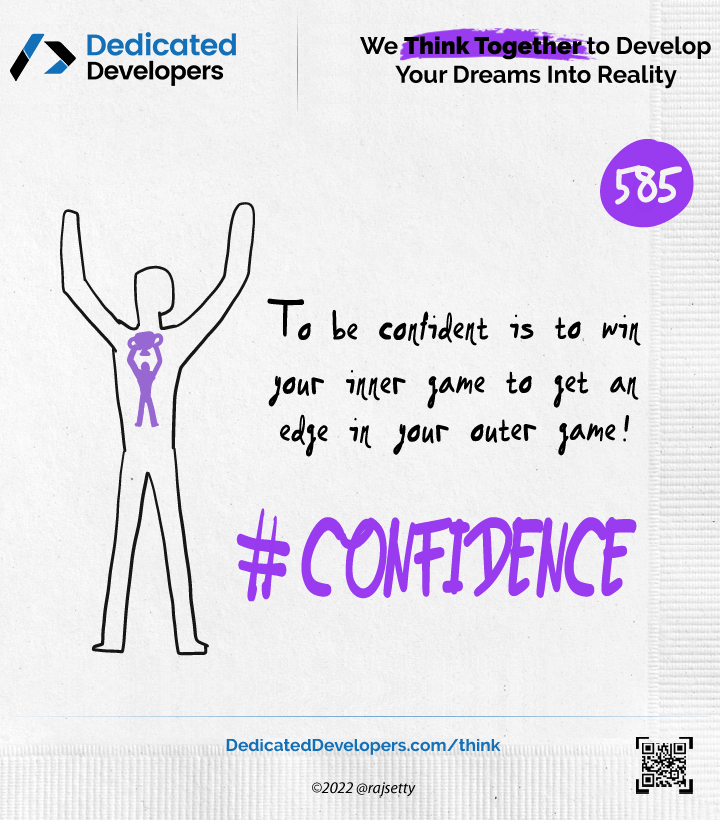 Dedicated
Developers
We Think Together to Develop
Your Dreams Into Reality
585
To be confident is to win
your inner game to get an
edge in your outer game!
#CONFIDENCE
DedicatedDevelopers.com/think
©2022 @rajsetty